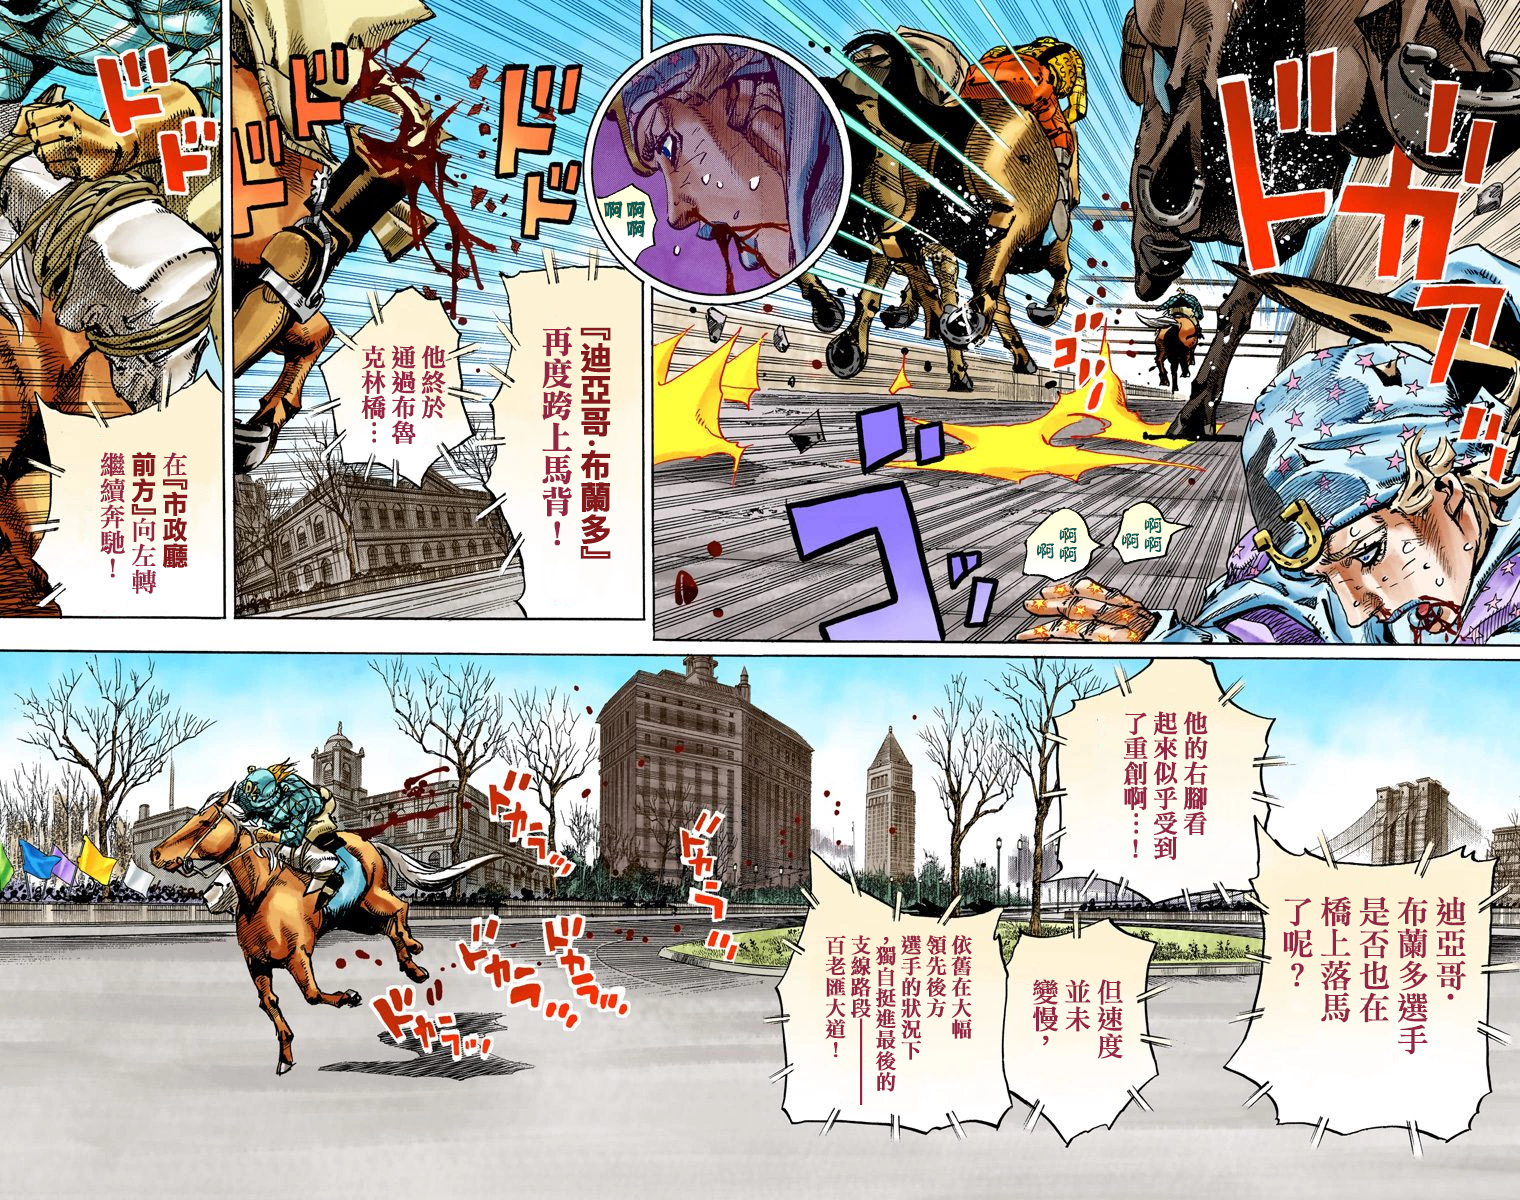 ドガァッ
ゴーッ
ドッ
啊
啊啊
啊
啊啊
啊啊
啊
ゴゴッ
『迪亞哥·布蘭多』
再度跨上馬背！
ドド
ドド
他終於
通過布魯
克林橋…
ドド
在『市政廳
前方』向左轉
繼續奔馳！
迪亞哥·
布蘭多選手
是否也在
橋上落馬
了呢？
他的右腳看
起來似乎受到
了重創啊…！
但速度
並未
變慢，
依舊在大幅
領先後方
選手的狀況下
，獨自挺進最後的
支線路段——
百老匯大道！
ドカラッ
ドカラッ
ドカラッ
ドカラッ
ドカラッ
ドカラッ